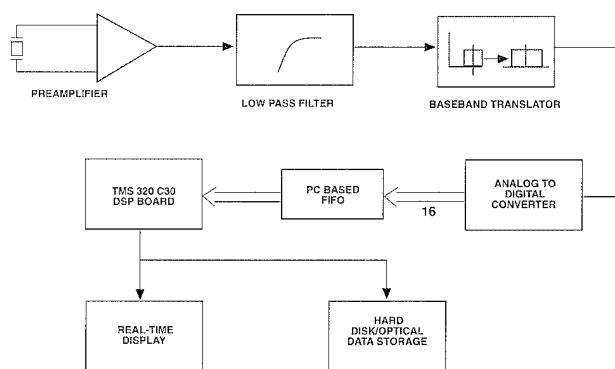 PREAMPLIFIER
LOW PASS FILTER
BASEBAND TRANSLATOR
TMS 320 C30
DSP BOARD
PC BASED
FIFO
16
ANALOG TO
DIGITAL
CONVERTER
REAL-TIME
DISPLAY
HARD
DISK/OPTICAL
DATA STORAGE